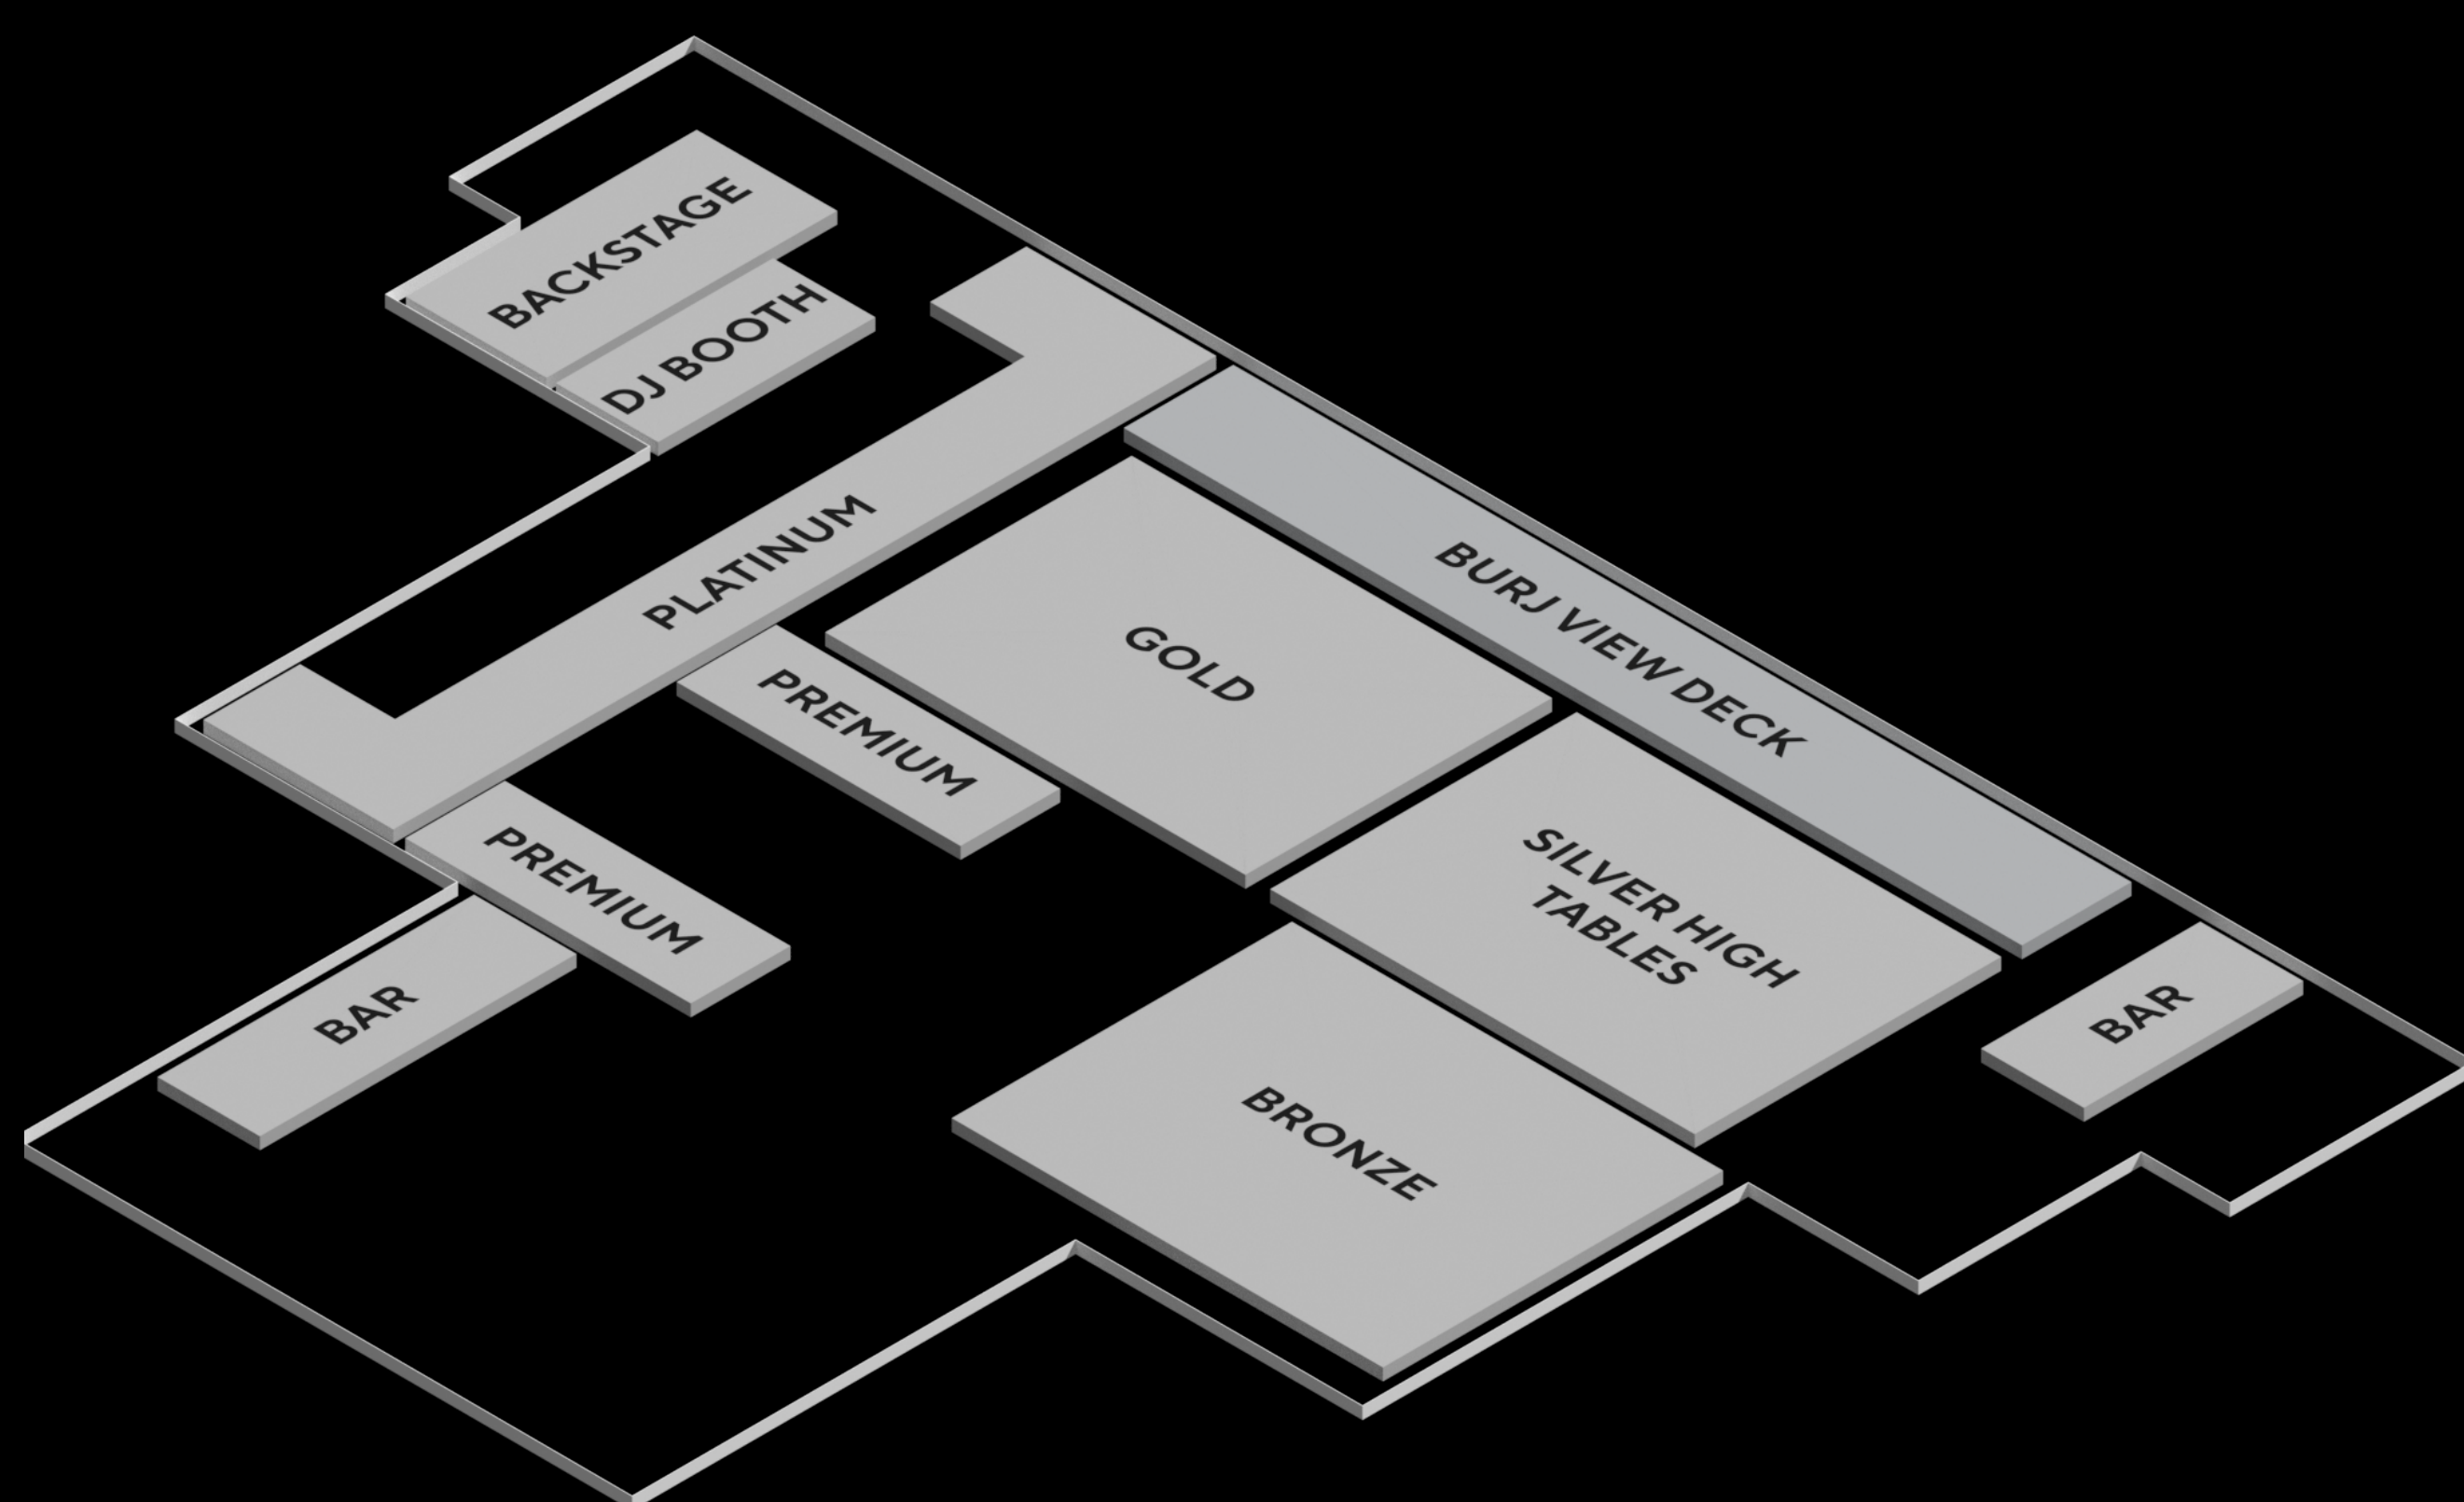 BACKSTAGE
DJ BOOTH
PLATINUM
BURJ VIEW DECK
GOLD
PREMIUM
PREMIUM
SILVER HIGH
TABLES
BAR
BAR
BRONZE